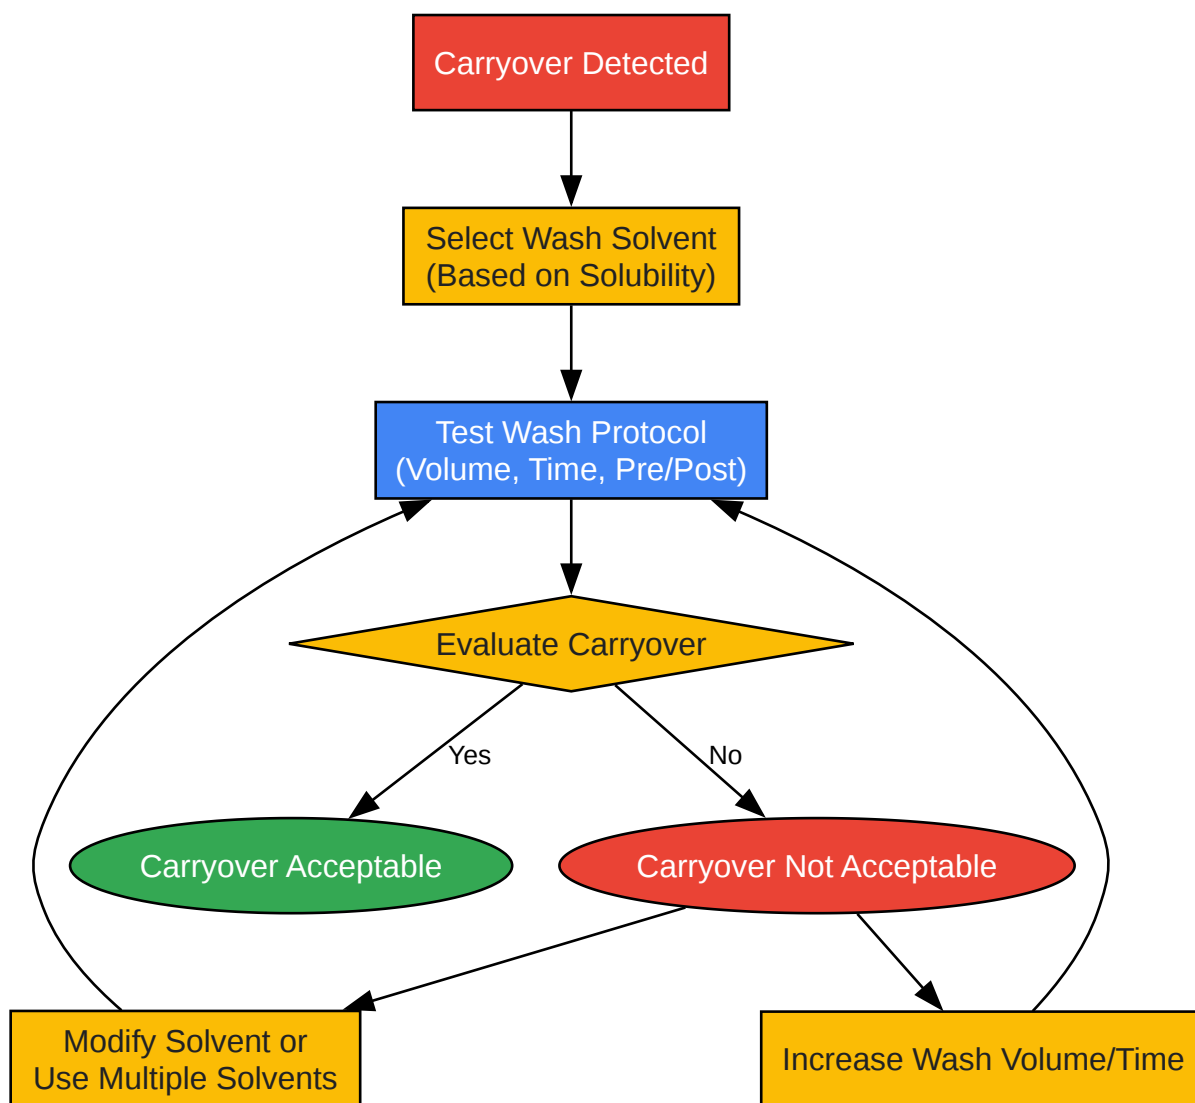 Carryover Detected
Select Wash Solvent
(Based on Solubility)
Test Wash Protocol
(Volume, Time, Pre/Post)
Evaluate Carryover
Yes
No
Carryover Acceptable
Carryover Not Acceptable
Modify Solvent or
Use Multiple Solvents
Increase Wash Volume/Time